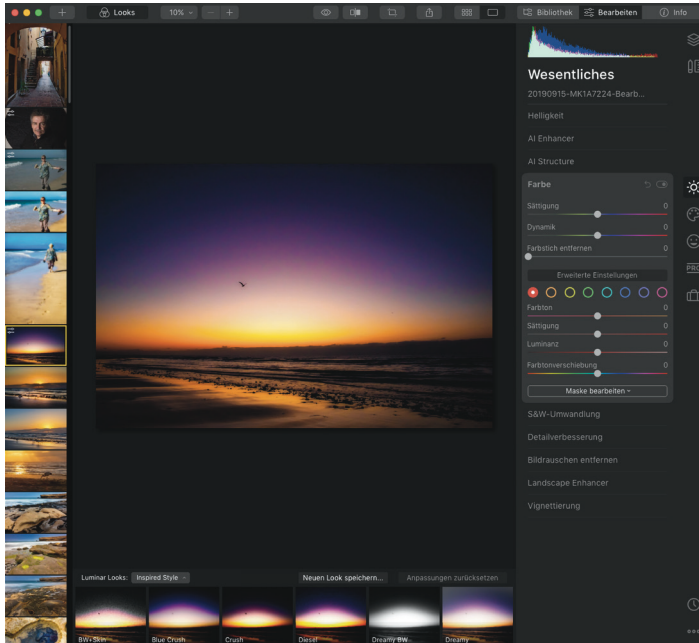 Looks
10%
Bibliothek
Bearbeiten
Info
Wesentliches
20190915-MK1A7224-Bearb...
Helligkeit
AI Enhancer
AI Structure
Farbe
Sättigung 0
Dynamik 0
Farbstich entfernen 0
Erweiterte Einstellungen
Farbton 0
Sättigung 0
Luminanz 0
Farbtonverschiebung 0
Maske bearbeiten
S&W-Umwandlung
Detailverbesserung
Bildrauschen entfernen
Landscape Enhancer
Vignettierung
PRO
Luminar Looks: Inspired Style
Neuen Look speichern...
Anpassungen zurücksetzen
BW+Skin
Blue Crush
Crush
Diesel
Dreamy BW
Dreamy